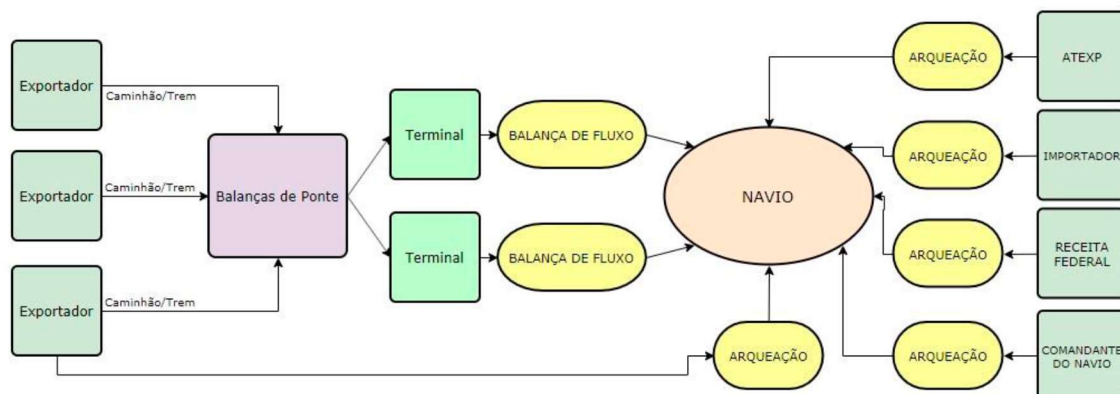 Exportador
Caminhão/Trem
Exportador
Caminhão/Trem
Exportador
Caminhão/Trem
Balanças de Ponte
Terminal
BALANÇA DE FLUXO
Terminal
BALANÇA DE FLUXO
NAVIO
ARQUEAÇÃO
ARQUEAÇÃO
ATEXP
ARQUEAÇÃO
IMPORTADOR
ARQUEAÇÃO
RECEITA
FEDERAL
ARQUEAÇÃO
COMANDANTE
DO NAVIO